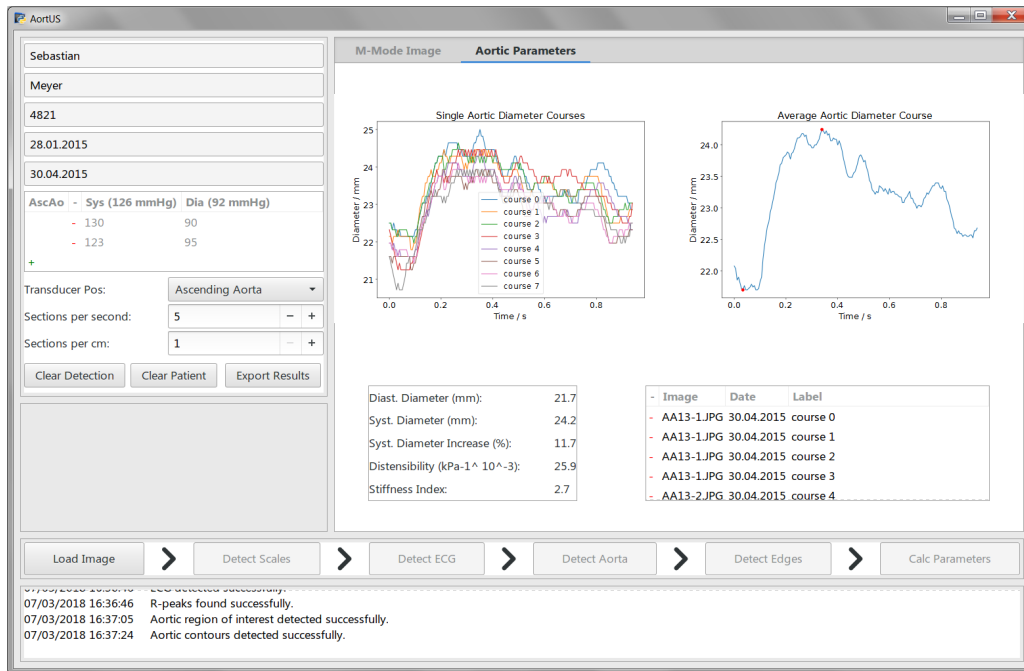 AortUS
Sebastian
Meyer
4821
28.01.2015
30.04.2015
AscAo - Sys (126 mmHg) Dia (92 mmHg)
- 130 90
- 123 95
+
Transducer Pos: Ascending Aorta
Sections per second: 5 − +
Sections per cm: 1 − +
Clear Detection Clear Patient Export Results
M-Mode Image Aortic Parameters
Single Aortic Diameter Courses
Diameter / mm
25
24
23
22
21
course 0
course 1
course 2
course 3
course 4
course 5
course 6
course 7
0.0 0.2 0.4 0.6 0.8
Time / s
Average Aortic Diameter Course
Diameter / mm
24.0
23.5
23.0
22.5
22.0
0.0 0.2 0.4 0.6 0.8
Time / s
Diast. Diameter (mm): 21.7
Syst. Diameter (mm): 24.2
Syst. Diameter Increase (%): 11.7
Distensibility (kPa-1^ 10^-3): 25.9
Stiffness Index: 2.7
- Image Date Label
- AA13-1.JPG 30.04.2015 course 0
- AA13-1.JPG 30.04.2015 course 1
- AA13-1.JPG 30.04.2015 course 2
- AA13-1.JPG 30.04.2015 course 3
- AA13-2.JPG 30.04.2015 course 4
Load Image Detect Scales Detect ECG Detect Aorta Detect Edges Calc Parameters
07/03/2018 16:36:46 ECG detected successfully.
07/03/2018 16:36:46 R-peaks found successfully.
07/03/2018 16:37:05 Aortic region of interest detected successfully.
07/03/2018 16:37:24 Aortic contours detected successfully.